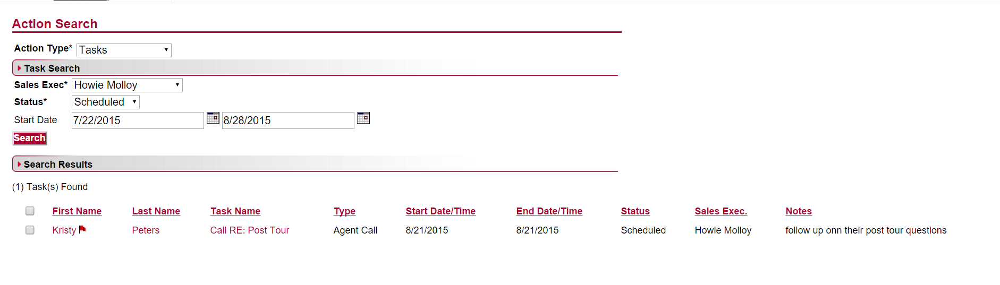 Action Search
Action Type* Tasks
Task Search
Sales Exec* Howie Molloy
Status* Scheduled
Start Date 7/22/2015 8/28/2015
Search
Search Results
(1) Task(s) Found
First Name Last Name Task Name Type Start Date/Time End Date/Time Status Sales Exec. Notes
Kristy Peters Call RE: Post Tour Agent Call 8/21/2015 8/21/2015 Scheduled Howie Molloy follow up onn their post tour questions